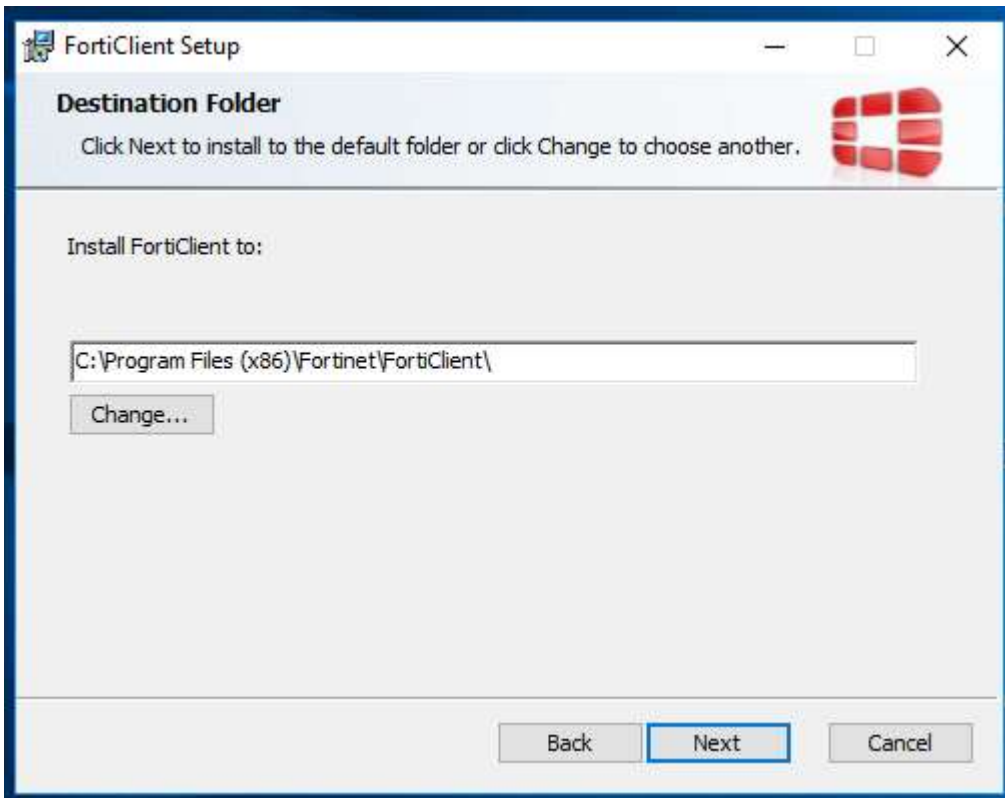 FortiClient Setup
Destination Folder
Click Next to install to the default folder or click Change to choose another.
Install FortiClient to:
C:\Program Files (x86)\Fortinet\FortiClient\
Change...
Back Next Cancel